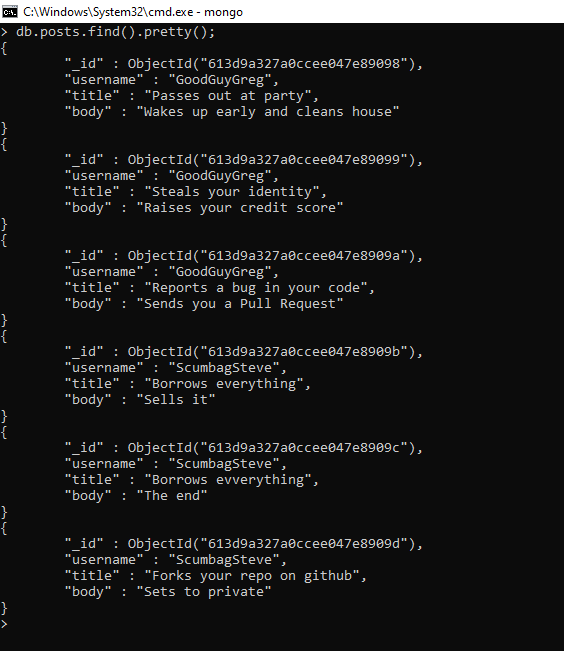 C:\Windows\System32\cmd.exe - mongo
> db.posts.find().pretty();
{
"_id" : ObjectId("613d9a327a0ccee047e89098"),
"username" : "GoodGuyGreg",
"title" : "Passes out at party",
"body" : "Wakes up early and cleans house"
}
{
"_id" : ObjectId("613d9a327a0ccee047e89099"),
"username" : "GoodGuyGreg",
"title" : "Steals your identity",
"body" : "Raises your credit score"
}
{
"_id" : ObjectId("613d9a327a0ccee047e8909a"),
"username" : "GoodGuyGreg",
"title" : "Reports a bug in your code",
"body" : "Sends you a Pull Request"
}
{
"_id" : ObjectId("613d9a327a0ccee047e8909b"),
"username" : "ScumbagSteve",
"title" : "Borrows everything",
"body" : "Sells it"
}
{
"_id" : ObjectId("613d9a327a0ccee047e8909c"),
"username" : "ScumbagSteve",
"title" : "Borrows evverything",
"body" : "The end"
}
{
"_id" : ObjectId("613d9a327a0ccee047e8909d"),
"username" : "ScumbagSteve",
"title" : "Forks your repo on github",
"body" : "Sets to private"
}
>